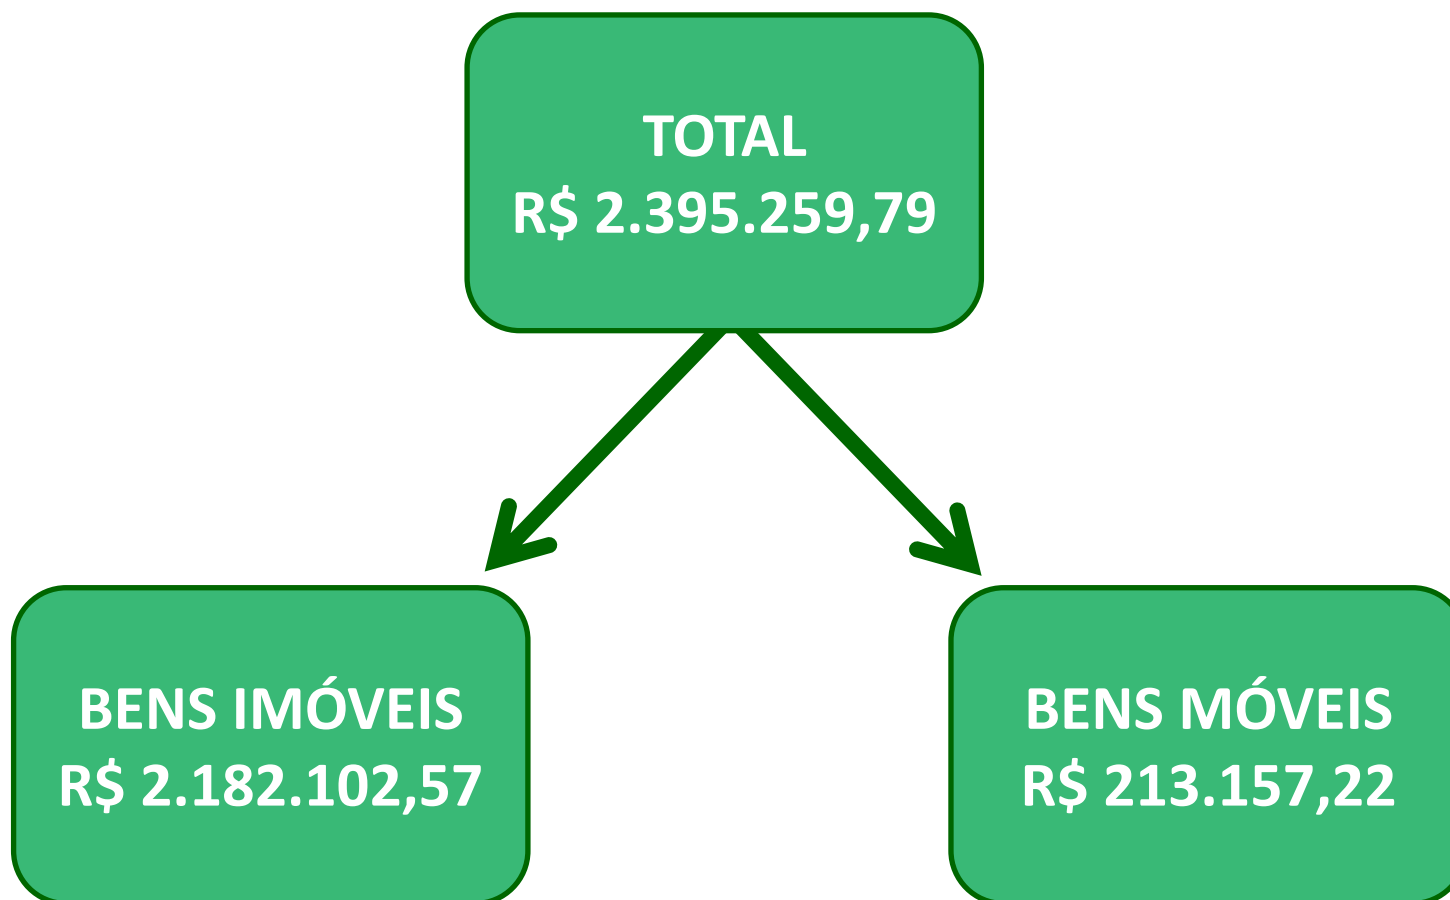 TOTAL
R$ 2.395.259,79
BENS IMÓVEIS
R$ 2.182.102,57
BENS MÓVEIS
R$ 213.157,22